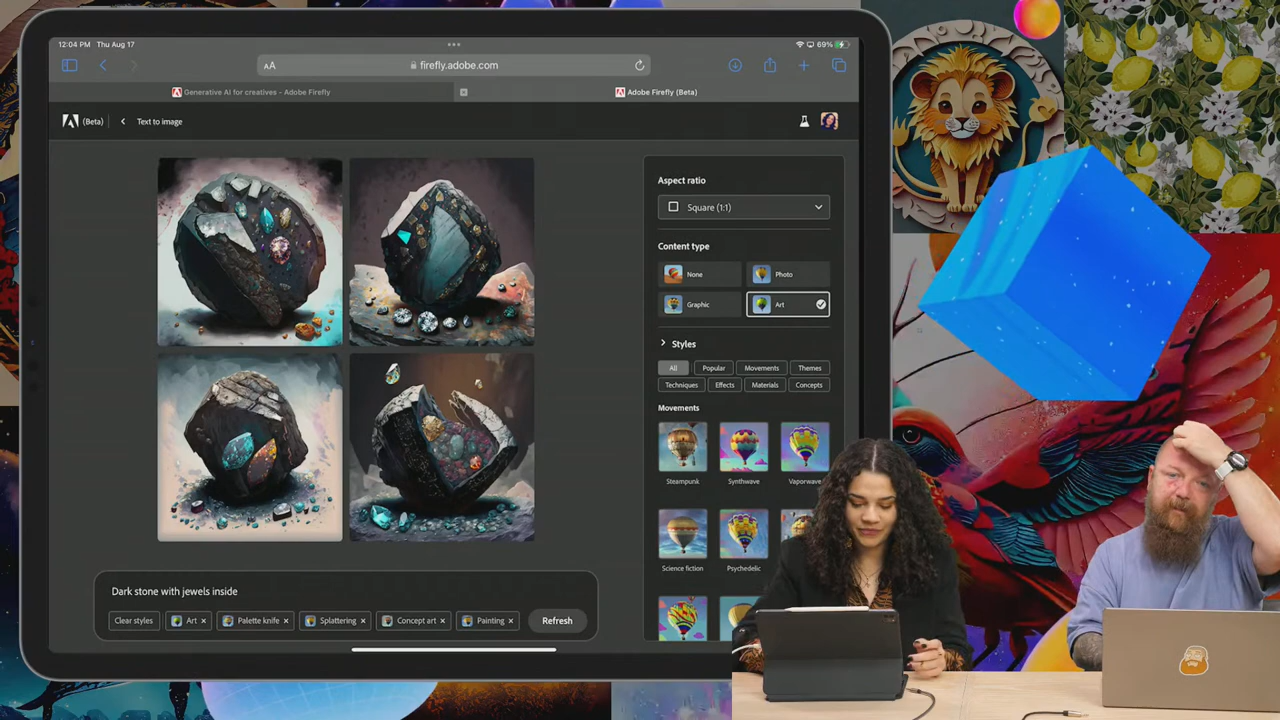 12:04 PM Thu Aug 17
69%
AA firefly.adobe.com
Generative AI for creatives - Adobe Firefly
Adobe Firefly (Beta)
(Beta) Text to image
Aspect ratio
Square (1:1)
Content type
None
Photo
Graphic
Art
Styles
All
Popular
Movements
Themes
Techniques
Effects
Materials
Concepts
Movements
Steampunk
Synthwave
Vaporwave
Science fiction
Psychedelic
Dark stone with jewels inside
Clear styles
Art ×
Palette knife ×
Splattering ×
Concept art ×
Painting ×
Refresh